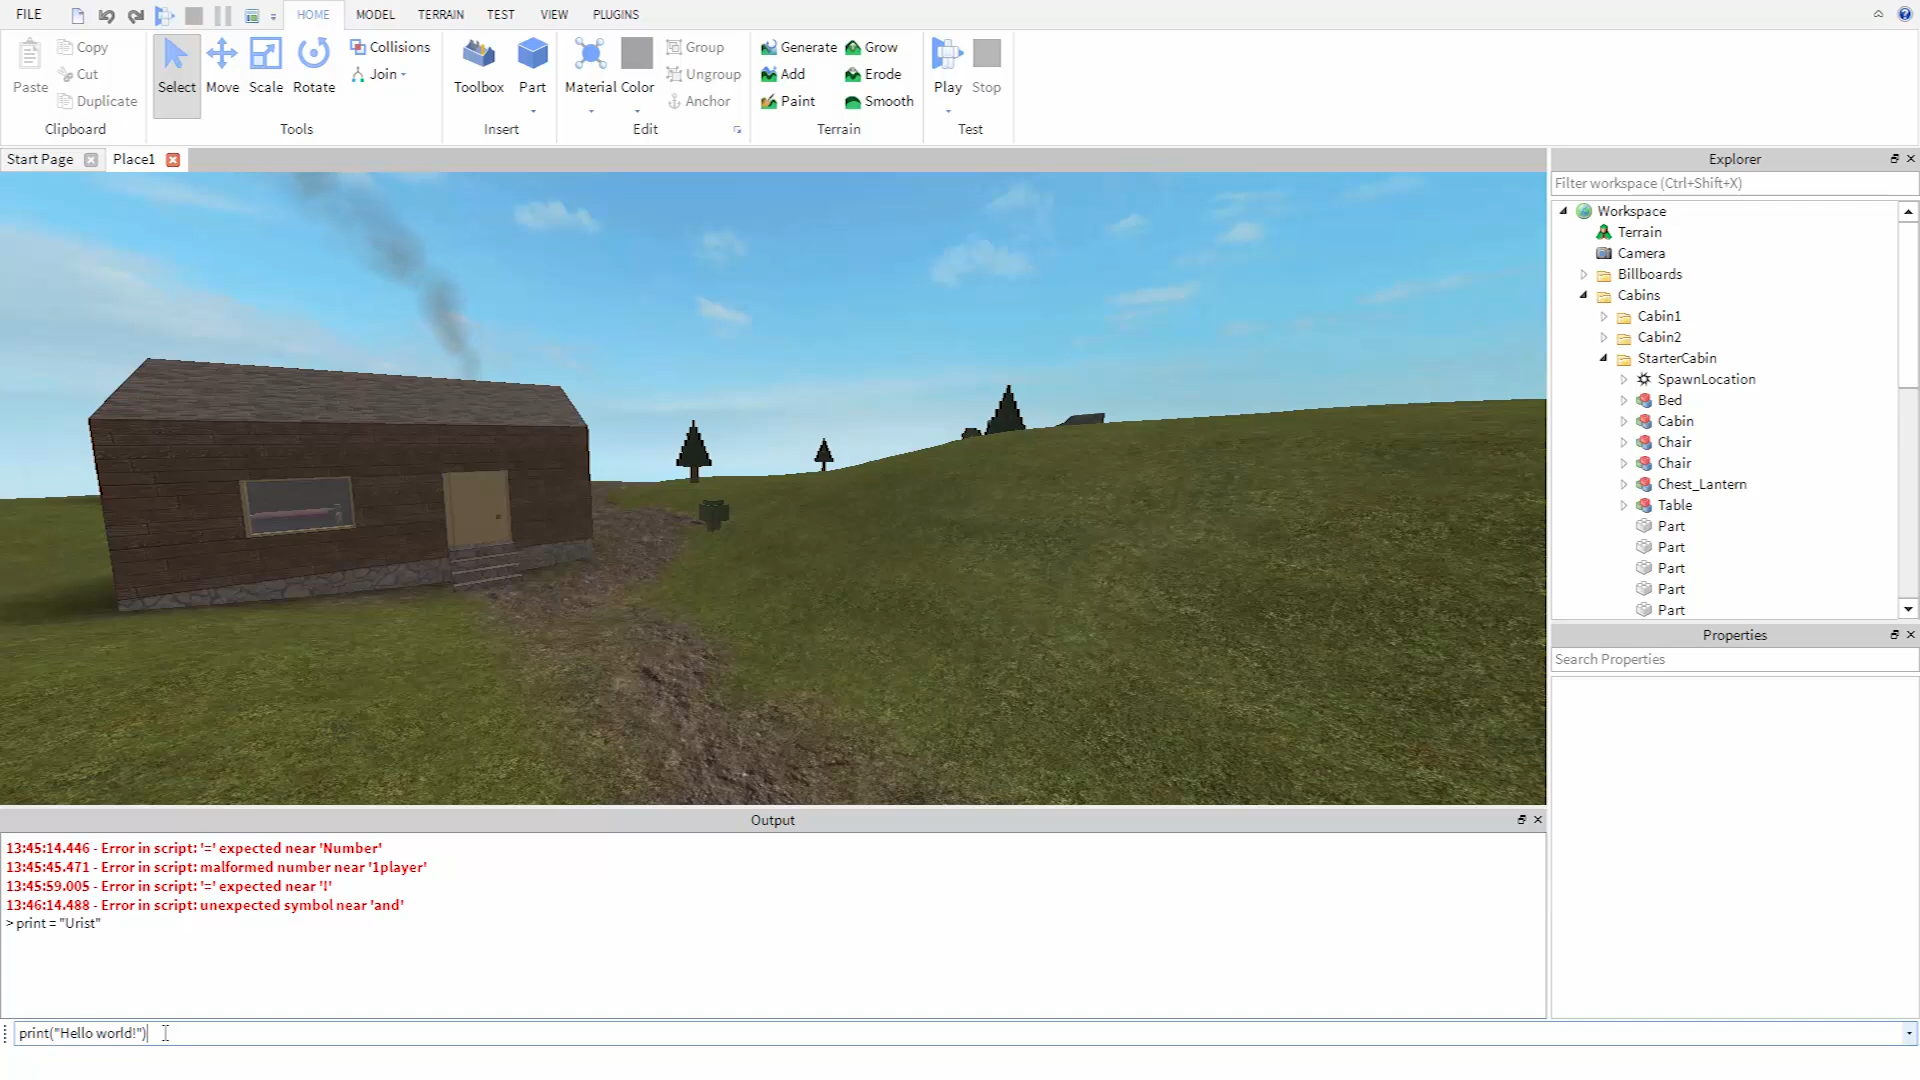 FILE HOME MODEL TERRAIN TEST VIEW PLUGINS
Paste
Copy
Cut
Duplicate
Clipboard
Select Move Scale Rotate
Collisions
Join
Tools
Toolbox Part
Insert
Material Color
Group
Ungroup
Anchor
Edit
Generate Grow
Add Erode
Paint Smooth
Terrain
Play Stop
Test
Start Page Place1
Explorer
Filter workspace (Ctrl+Shift+X)
Workspace
Terrain
Camera
Billboards
Cabins
Cabin1
Cabin2
StarterCabin
SpawnLocation
Bed
Cabin
Chair
Chair
Chest_Lantern
Table
Part
Part
Part
Part
Part
Properties
Search Properties
Output
13:45:14.446 - Error in script: '=' expected near 'Number'
13:45:45.471 - Error in script: malformed number near '1player'
13:45:59.005 - Error in script: '=' expected near '!'
13:46:14.488 - Error in script: unexpected symbol near 'and'
> print = "Urist"
print("Hello world!")